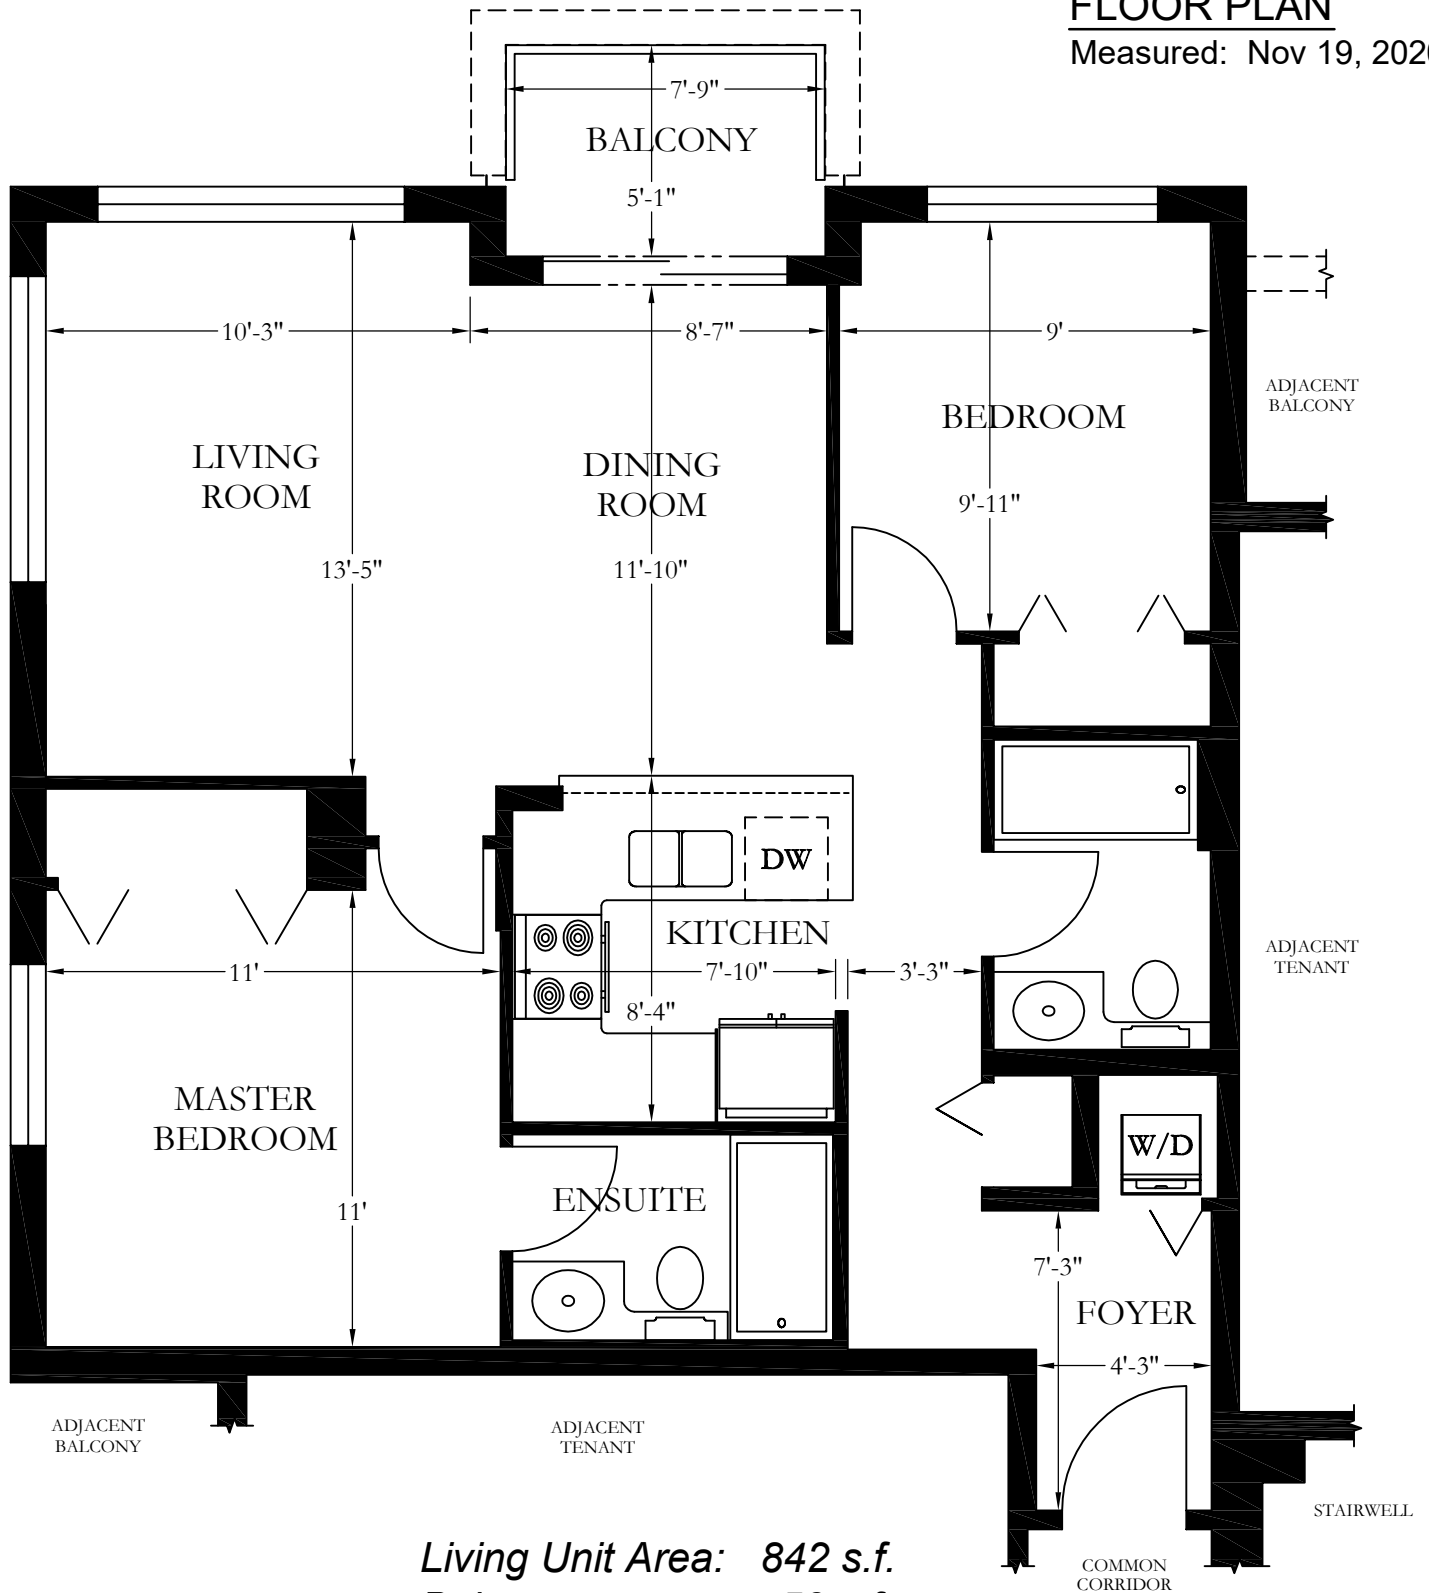 FLOOR PLAN
Measured: Nov 19, 2020
7'-9"
BALCONY
5'-1"
10'-3"
8'-7"
9'
ADJACENT
BALCONY
BEDROOM
LIVING
ROOM
DINING
ROOM
9'-11"
13'-5"
11'-10"
DW
KITCHEN
ADJACENT
TENANT
11'
7'-10"
3'-3"
8'-4"
MASTER
BEDROOM
W/D
ENSUITE
11'
7'-3"
FOYER
4'-3"
ADJACENT
BALCONY
ADJACENT
TENANT
STAIRWELL
Living Unit Area: 842 s.f.
COMMON
CORRIDOR